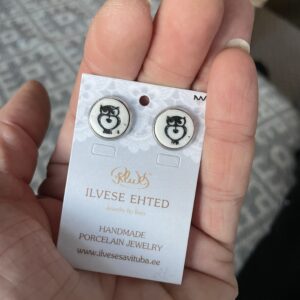 ILVESE EHTED
HANDMADE
PORCELAIN JEWELRY
www.ilvesesavituba.ee